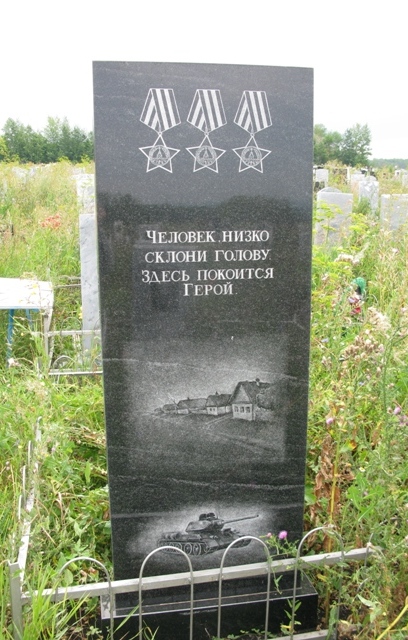 Человек, низко
склони голову.
Здесь покоится
Герой.